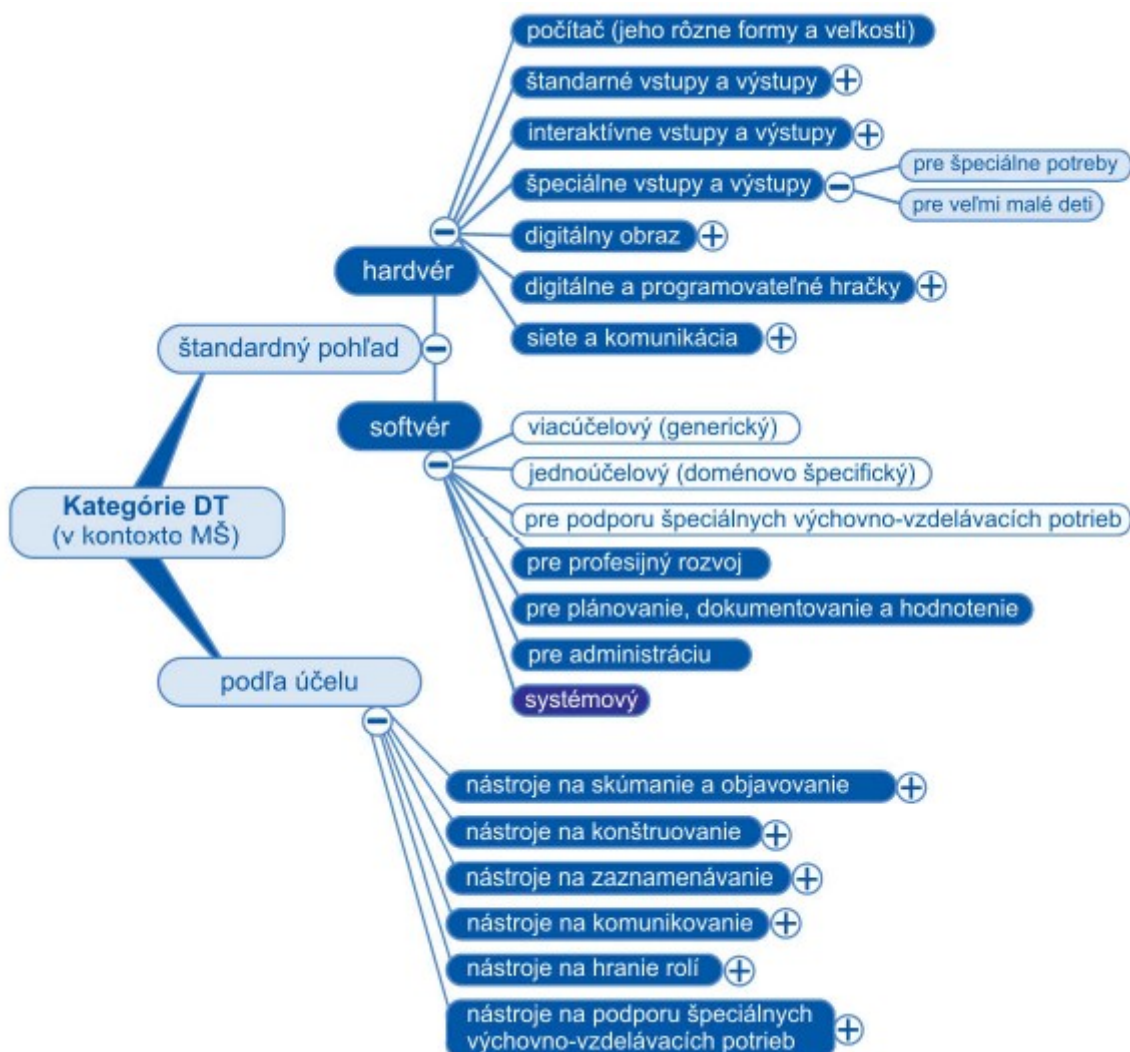 počítač (jeho rôzne formy a veľkosti)
štandarné vstupy a výstupy
interaktívne vstupy a výstupy
špeciálne vstupy a výstupy
pre špeciálne potreby
pre veľmi malé deti
digitálny obraz
hardvér
digitálne a programovateľné hračky
siete a komunikácia
štandardný pohľad
softvér
viacúčelový (generický)
jednoúčelový (doménovo špecifický)
Kategórie DT
(v kontoxto MŠ)
pre podporu špeciálnych výchovno-vzdelávacích potrieb
pre profesijný rozvoj
pre plánovanie, dokumentovanie a hodnotenie
pre administráciu
systémový
podľa účelu
nástroje na skúmanie a objavovanie
nástroje na konštruovanie
nástroje na zaznamenávanie
nástroje na komunikovanie
nástroje na hranie rolí
nástroje na podporu špeciálnych
výchovno-vzdelávacích potrieb